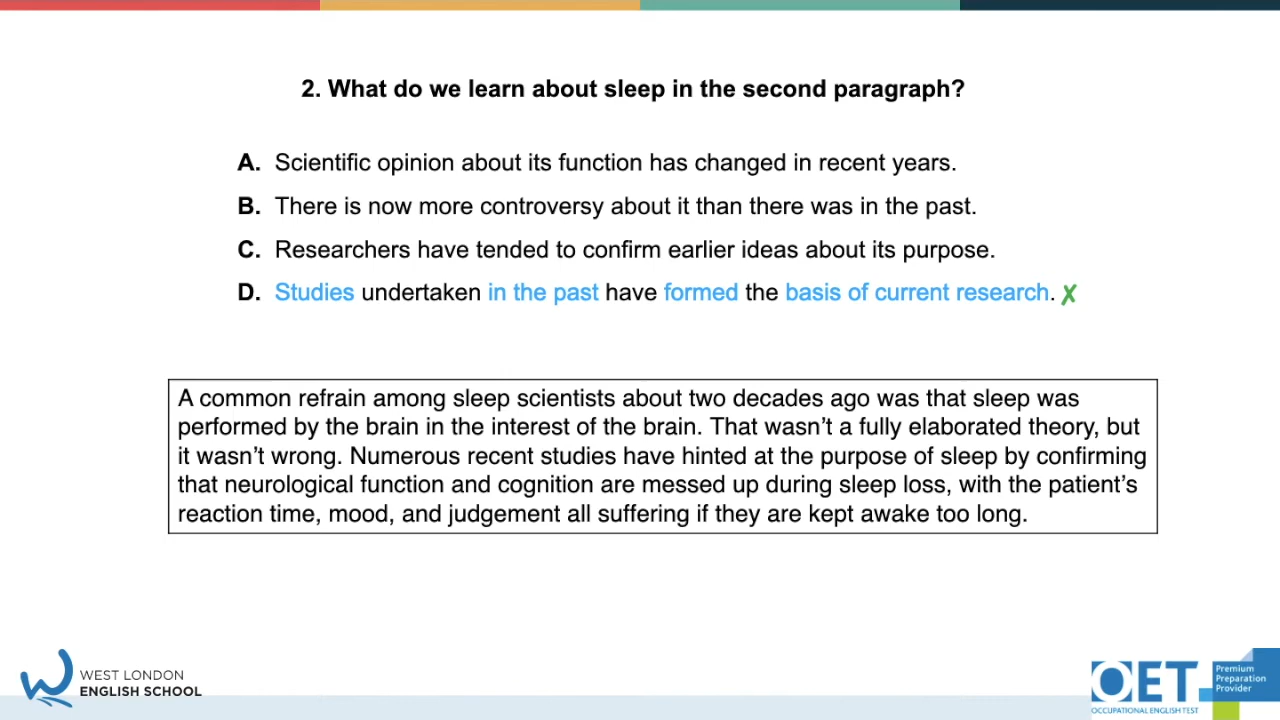 2. What do we learn about sleep in the second paragraph?
A. Scientific opinion about its function has changed in recent years.
B. There is now more controversy about it than there was in the past.
C. Researchers have tended to confirm earlier ideas about its purpose.
D. Studies undertaken in the past have formed the basis of current research. ✗
A common refrain among sleep scientists about two decades ago was that sleep was
performed by the brain in the interest of the brain. That wasn't a fully elaborated theory, but
it wasn't wrong. Numerous recent studies have hinted at the purpose of sleep by confirming
that neurological function and cognition are messed up during sleep loss, with the patient's
reaction time, mood, and judgement all suffering if they are kept awake too long.
WEST LONDON
ENGLISH SCHOOL
OET
OCCUPATIONAL ENGLISH TEST
Premium
Preparation
Provider